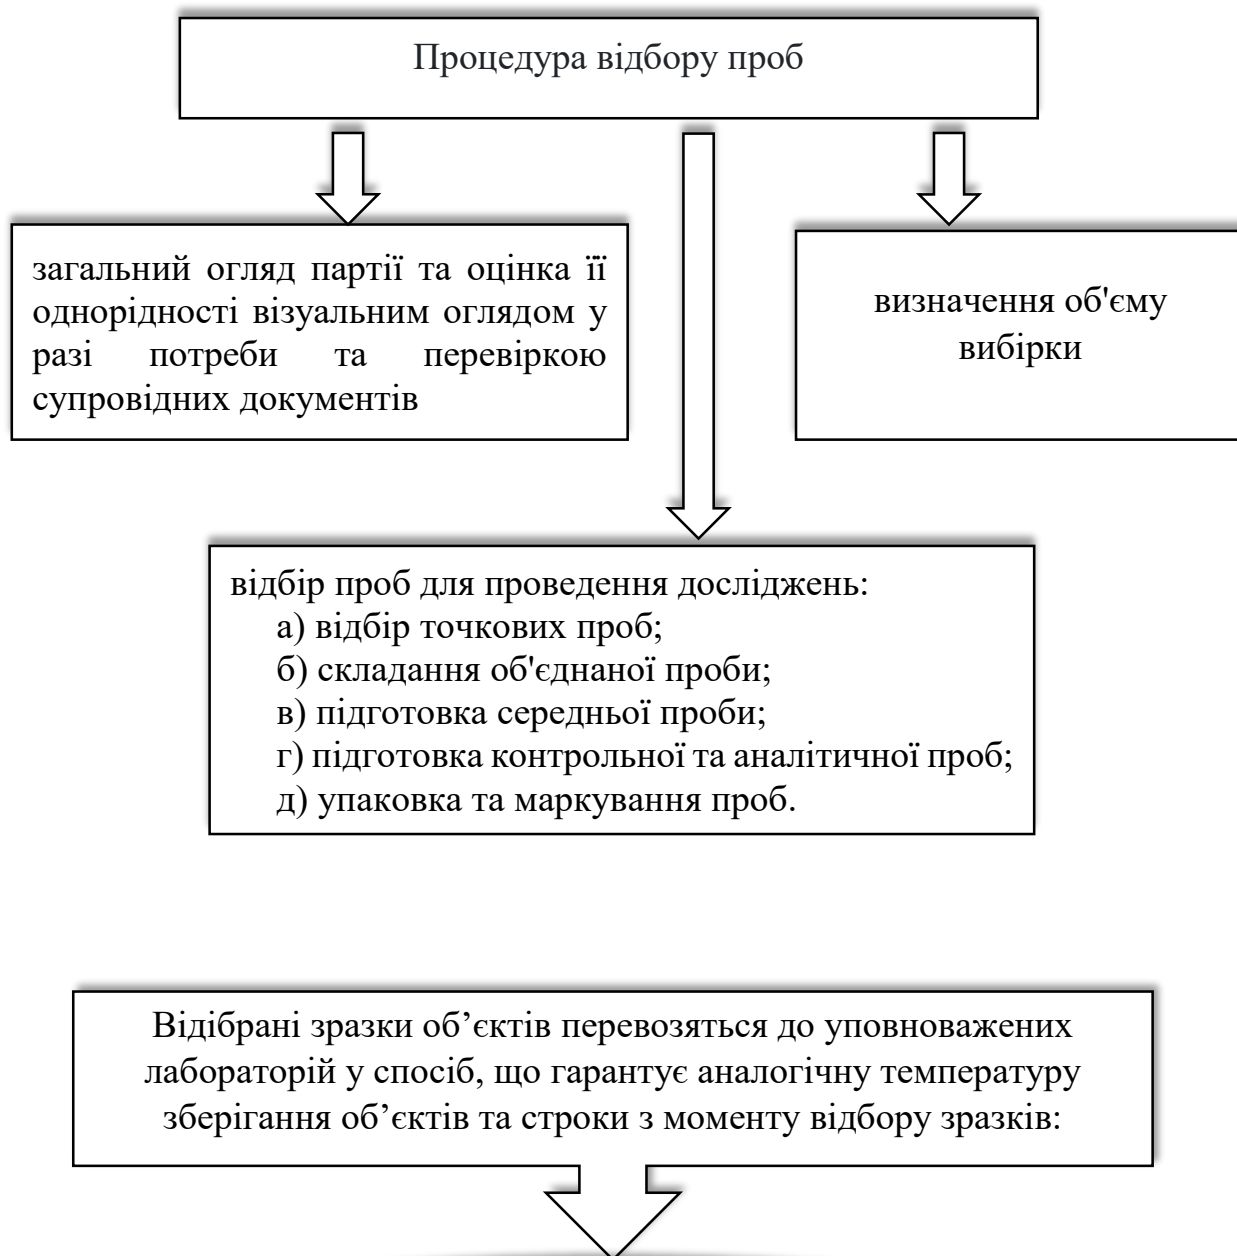 Процедура відбору проб
загальний огляд партії та оцінка її
однорідності візуальним оглядом у
разі потреби та перевіркою
супровідних документів
визначення об'єму
вибірки
відбір проб для проведення досліджень:
а) відбір точкових проб;
б) складання об'єднаної проби;
в) підготовка середньої проби;
г) підготовка контрольної та аналітичної проб;
д) упаковка та маркування проб.
Відібрані зразки об’єктів перевозяться до уповноважених
лабораторій у спосіб, що гарантує аналогічну температуру
зберігання об’єктів та строки з моменту відбору зразків: